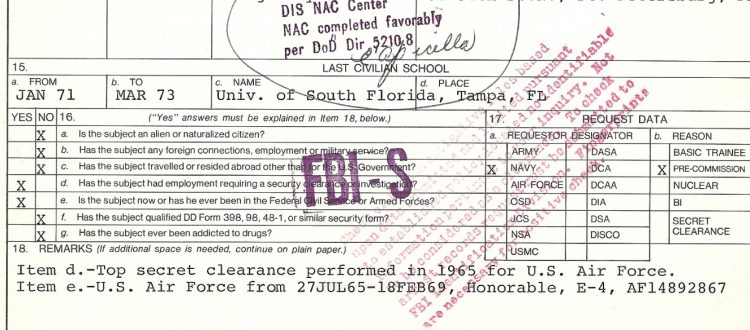 DIS NAC Center
NAC completed favorably
per DoD Dir 5210.8
15. LAST CIVILIAN SCHOOL
a. FROM b. TO c. NAME d. PLACE
JAN 71 MAR 73 Univ. of South Florida, Tampa, FL
YES NO 16. ("Yes" answers must be explained in Item 18, below.) 17. REQUEST DATA
a. REQUESTOR DESIGNATOR b. REASON
X a. Is the subject an alien or naturalized citizen?
X b. Has the subject any foreign connections, employment or military service?
X c. Has the subject travelled or resided abroad other than for the U.S. Government?
X d. Has the subject had employment requiring a security clearance or investigation?
X e. Is the subject now or has he ever been in the Federal Civil Service or Armed Forces?
X f. Has the subject qualified DD Form 398, 98, 48-1, or similar security form?
X g. Has the subject ever been addicted to drugs?
ARMY DASA BASIC TRAINEE
X NAVY DCA X PRE-COMMISSION
AIR FORCE DCAA NUCLEAR
OSD DIA BI
JCS DSA SECRET CLEARANCE
NSA DISCO
USMC
FBI-S
18. REMARKS (If additional space is needed, continue on plain paper.)
Item d.-Top secret clearance performed in 1965 for U.S. Air Force.
Item e.-U.S. Air Force from 27JUL65-18FEB69, Honorable, E-4, AF14892867